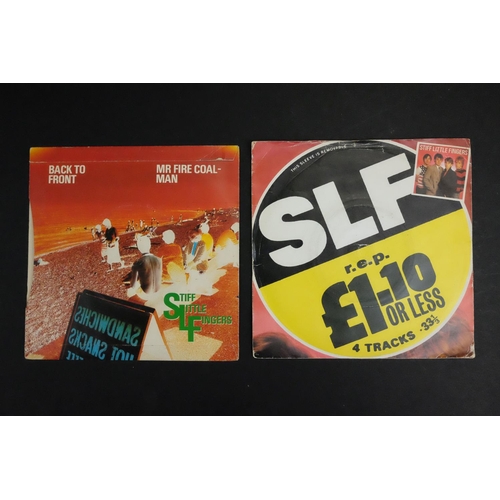 BACK TO
FRONT
MR FIRE COAL-
MAN
STIFF
LITTLE
FINGERS
SANDWICHES
HOT SNACKS
THIS SLEEVE IS REMOVABLE
STIFF LITTLE FINGERS
SLF
r.e.p.
£1.10
OR LESS
4 TRACKS · 33⅓